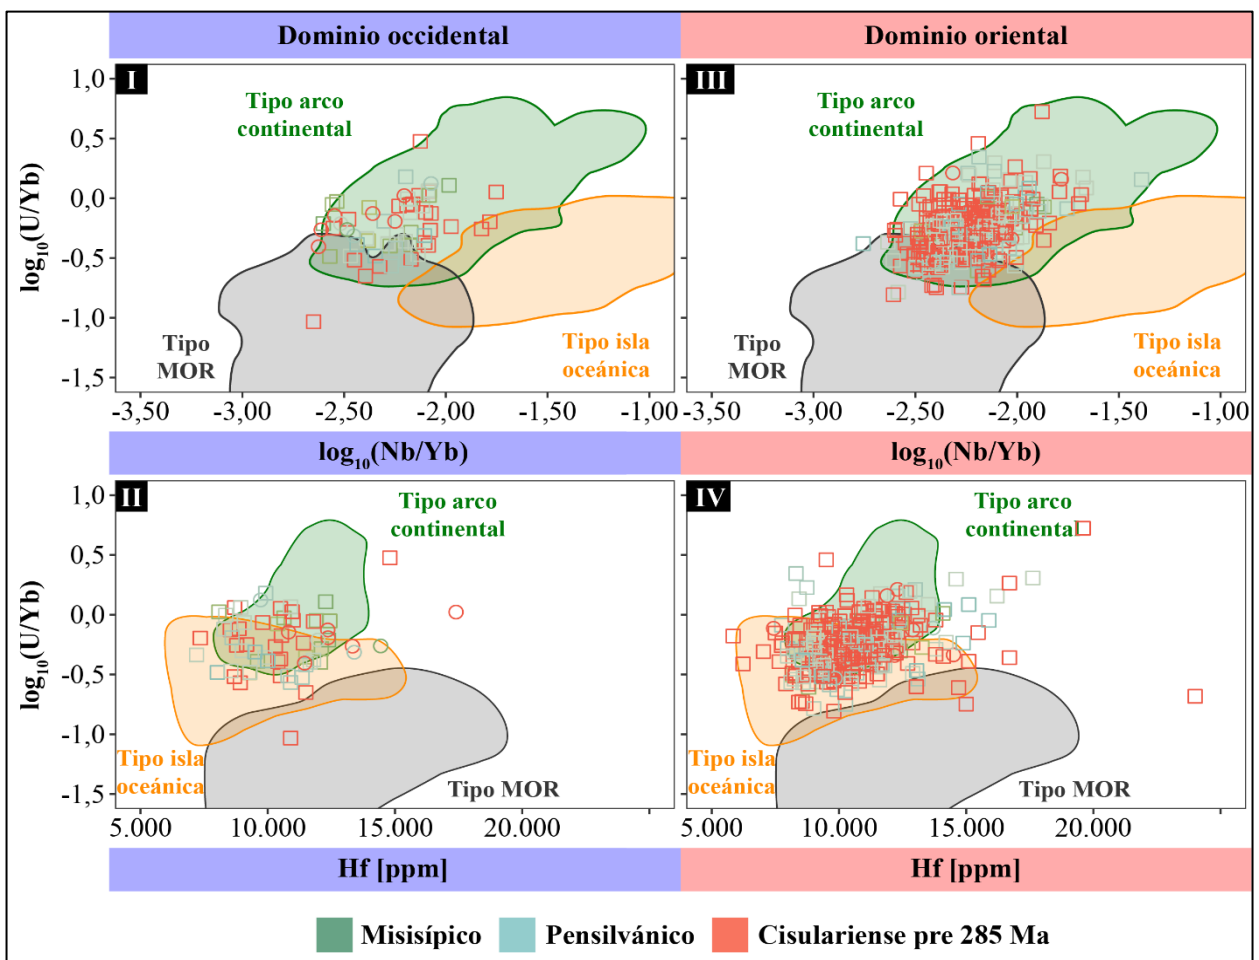 Dominio occidental
Dominio oriental
I
III
1,0
0,5
0,0
-0,5
-1,0
-1,5
log10(U/Yb)
Tipo arco
continental
Tipo
MOR
Tipo isla
oceánica
Tipo arco
continental
Tipo
MOR
Tipo isla
oceánica
-3,50
-3,00
-2,50
-2,00
-1,50
-1,00
-3,50
-3,00
-2,50
-2,00
-1,50
-1,00
log10(Nb/Yb)
log10(Nb/Yb)
II
IV
1,0
0,5
0,0
-0,5
-1,0
-1,5
log10(U/Yb)
Tipo arco
continental
Tipo isla
oceánica
Tipo MOR
Tipo arco
continental
Tipo isla
oceánica
Tipo MOR
5.000
10.000
15.000
20.000
5.000
10.000
15.000
20.000
Hf [ppm]
Hf [ppm]
Misisípico
Pensilvánico
Cisulariense pre 285 Ma